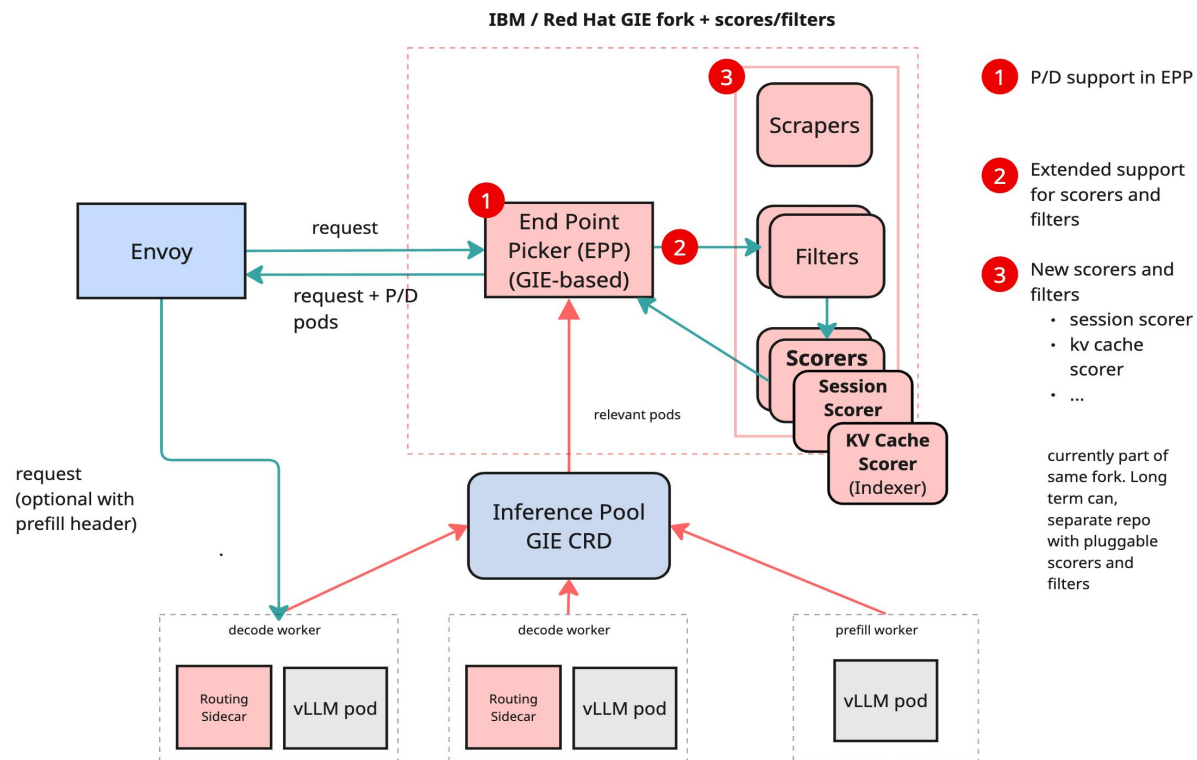 IBM / Red Hat GIE fork + scores/filters
3
1
P/D support in EPP
Scrapers
2
Extended support
for scorers and
filters
1
Envoy
request
End Point
Picker (EPP)
(GIE-based)
2
Filters
request + P/D
pods
3
New scorers and
filters
· session scorer
· kv cache
scorer
· ...
Scorers
Session
Scorer
KV Cache
Scorer
(Indexer)
relevant pods
currently part of
same fork. Long
term can,
separate repo
with pluggable
scorers and
filters
request
(optional with
prefill header)
.
Inference Pool
GIE CRD
decode worker
Routing
Sidecar
vLLM pod
decode worker
Routing
Sidecar
vLLM pod
prefill worker
vLLM pod